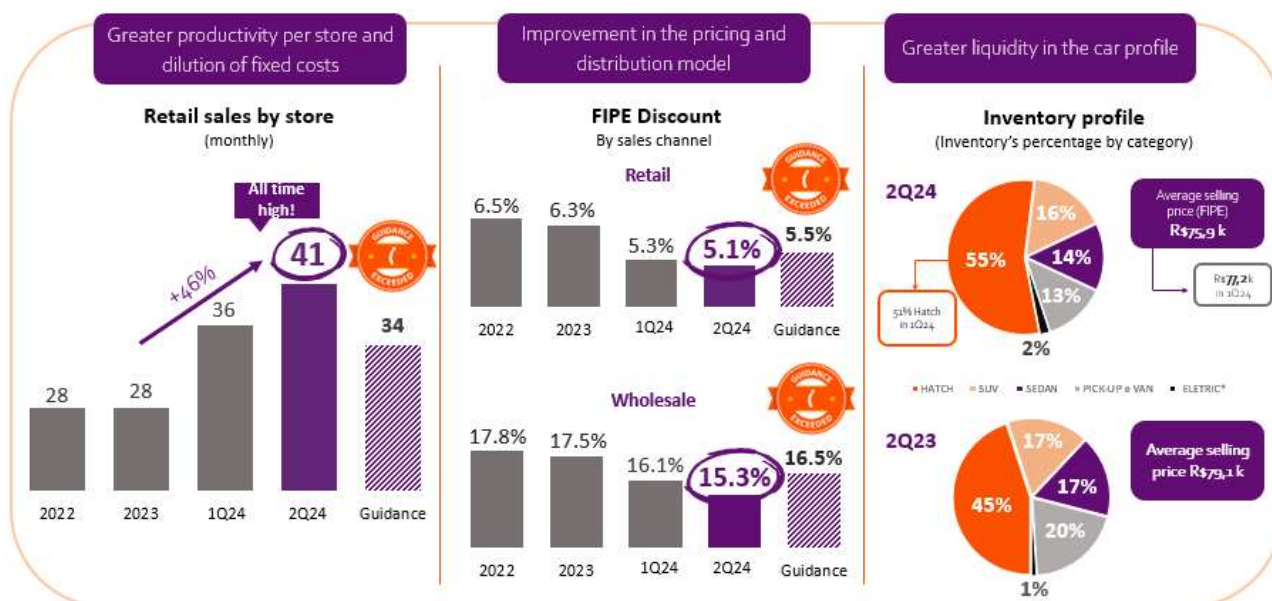 Greater productivity per store and
dilution of fixed costs
Retail sales by store
(monthly)
All time
high!
+46%
28
28
36
41
34
GUIDANCE
EXCEEDED
2022
2023
1Q24
2Q24
Guidance
Improvement in the pricing and
distribution model
FIPE Discount
By sales channel
Retail
GUIDANCE
EXCEEDED
6.5%
6.3%
5.3%
5.1%
5.5%
2022
2023
1Q24
2Q24
Guidance
Wholesale
GUIDANCE
EXCEEDED
17.8%
17.5%
16.1%
15.3%
16.5%
2022
2023
1Q24
2Q24
Guidance
Greater liquidity in the car profile
Inventory profile
(Inventory's percentage by category)
2Q24
55%
16%
14%
13%
2%
51% Hatch
in 1Q24
Average selling
price (FIPE)
R$75,9 k
R$77,2k
in 1Q24
HATCH SUV SEDAN PICK-UP e VAN ELETRIC*
2Q23
45%
17%
17%
20%
1%
Average selling
price R$79,1 k